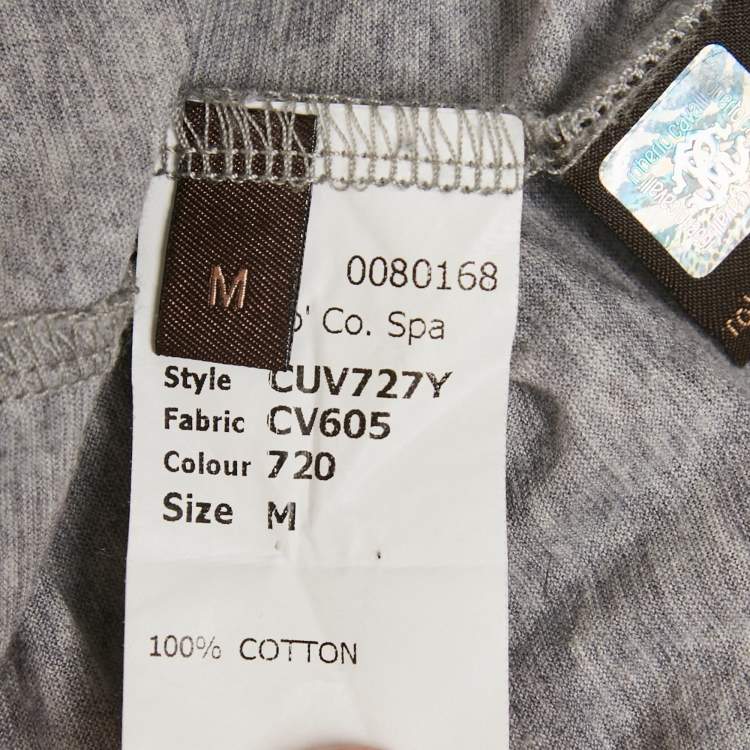 M
0080168
o' Co. Spa
Style CUV727Y
Fabric CV605
Colour 720
Size M
100% COTTON